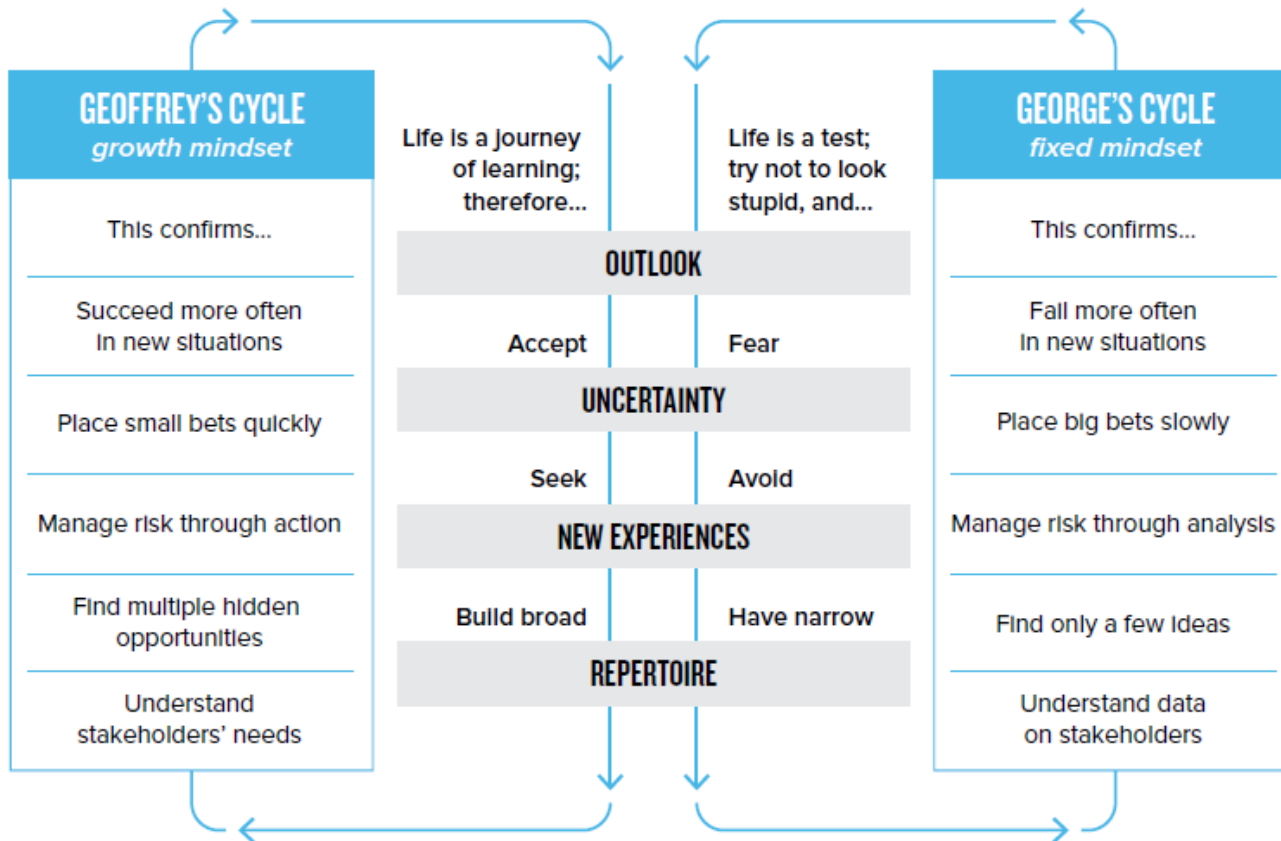 GEOFFREY'S CYCLE
growth mindset
This confirms...
Succeed more often
in new situations
Place small bets quickly
Manage risk through action
Find multiple hidden
opportunities
Understand
stakeholders' needs
Life is a journey
of learning;
therefore...
Life is a test;
try not to look
stupid, and...
OUTLOOK
Accept
Fear
UNCERTAINTY
Seek
Avoid
NEW EXPERIENCES
Build broad
Have narrow
REPERTOIRE
GEORGE'S CYCLE
fixed mindset
This confirms...
Fail more often
in new situations
Place big bets slowly
Manage risk through analysis
Find only a few ideas
Understand data
on stakeholders